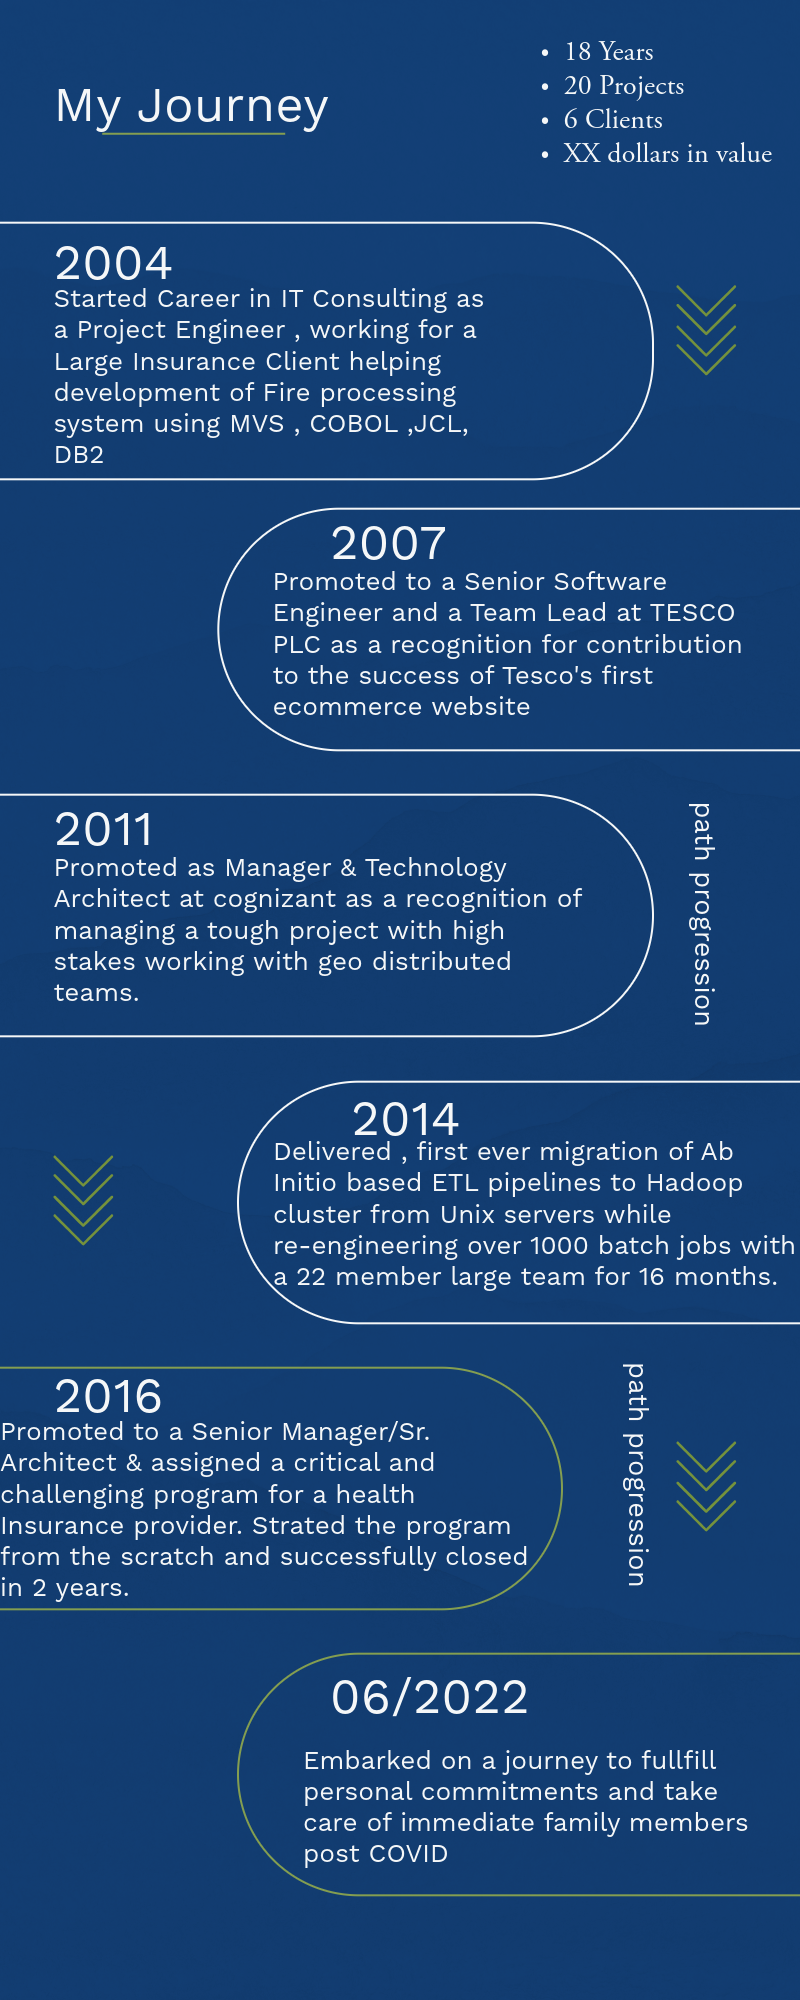 My Journey
• 18 Years
• 20 Projects
• 6 Clients
• XX dollars in value
2004
Started Career in IT Consulting as
a Project Engineer , working for a
Large Insurance Client helping
development of Fire processing
system using MVS , COBOL ,JCL,
DB2
2007
Promoted to a Senior Software
Engineer and a Team Lead at TESCO
PLC as a recognition for contribution
to the success of Tesco's first
ecommerce website
2011
Promoted as Manager & Technology
Architect at cognizant as a recognition of
managing a tough project with high
stakes working with geo distributed
teams.
path progression
2014
Delivered , first ever migration of Ab
Initio based ETL pipelines to Hadoop
cluster from Unix servers while
re-engineering over 1000 batch jobs with
a 22 member large team for 16 months.
2016
Promoted to a Senior Manager/Sr.
Architect & assigned a critical and
challenging program for a health
Insurance provider. Strated the program
from the scratch and successfully closed
in 2 years.
path progression
06/2022
Embarked on a journey to fullfill
personal commitments and take
care of immediate family members
post COVID